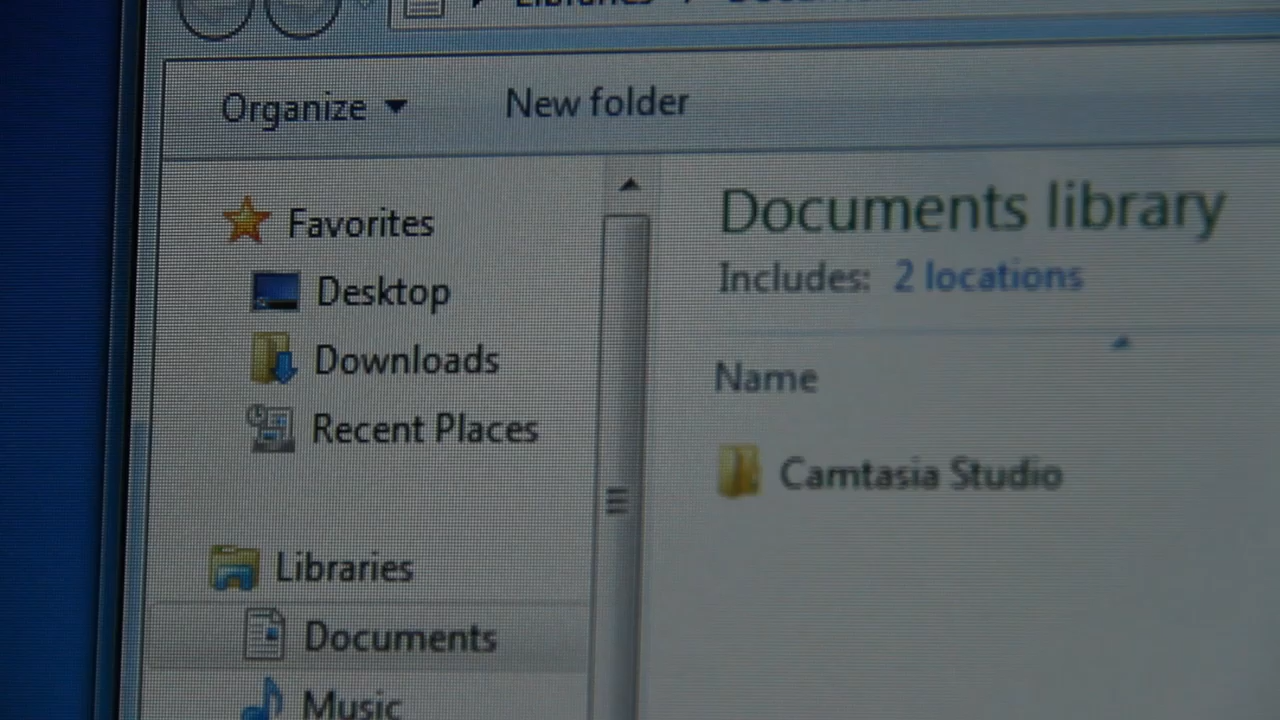 Libraries
Organize
New folder
Favorites
Desktop
Downloads
Recent Places
Libraries
Documents
Music
Documents library
Includes: 2 locations
Name
Camtasia Studio